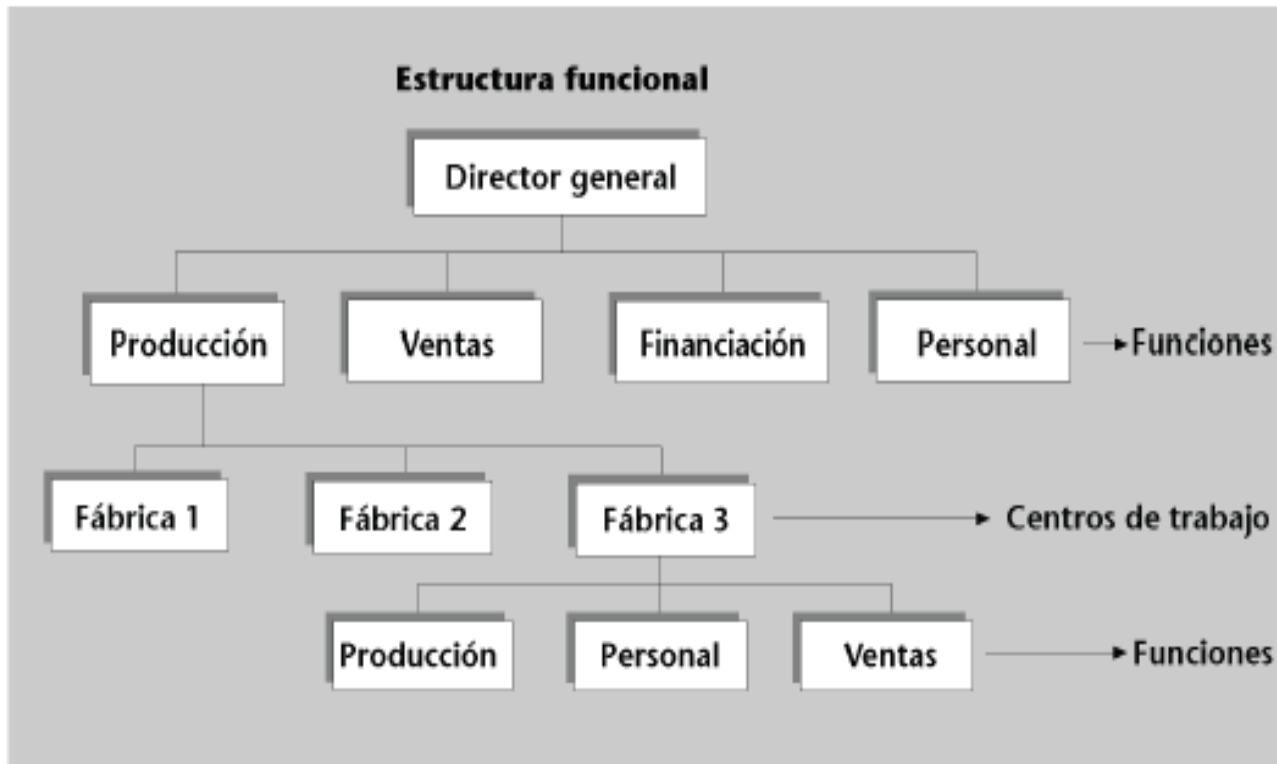 Estructura funcional
Director general
Producción
Ventas
Financiación
Personal
Funciones
Fábrica 1
Fábrica 2
Fábrica 3
Centros de trabajo
Producción
Personal
Ventas
Funciones